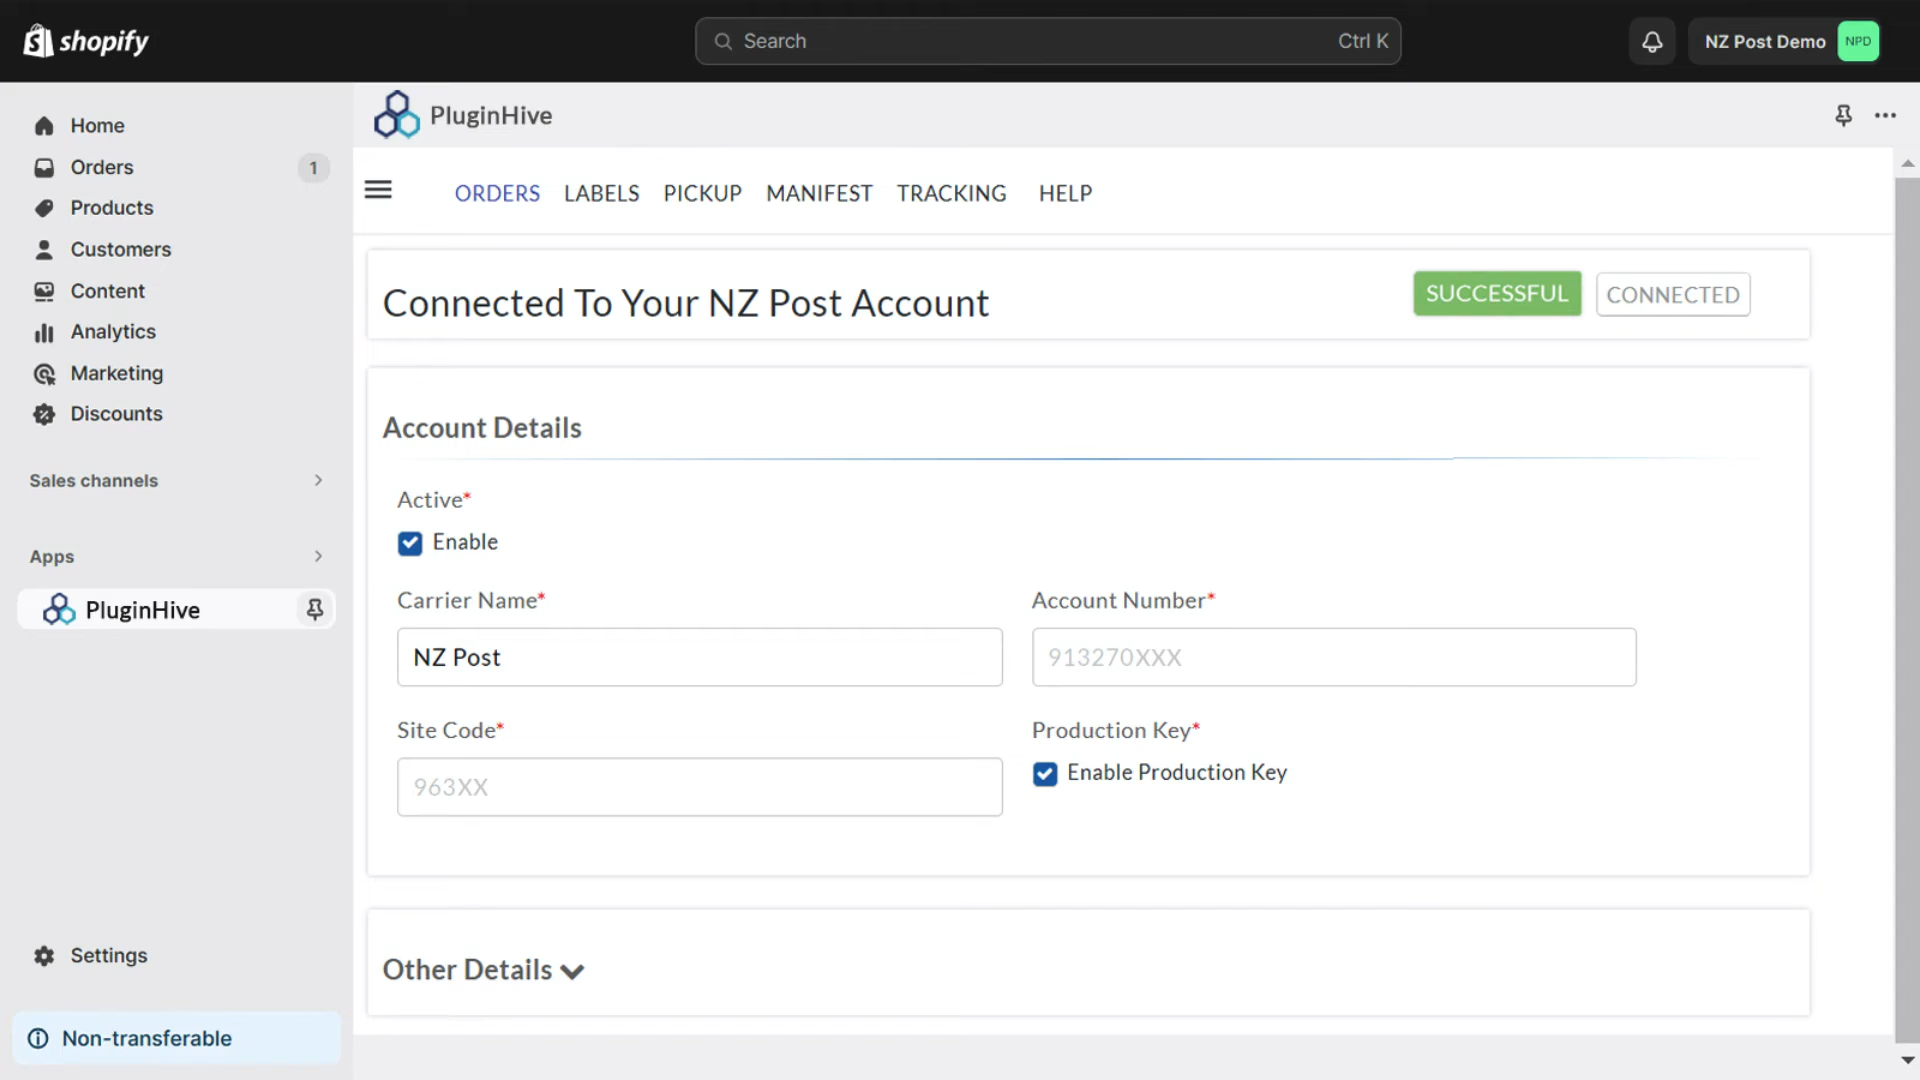 shopify
Search
Ctrl K
NZ Post Demo
NPD
Home
Orders
1
Products
Customers
Content
Analytics
Marketing
Discounts
Sales channels
Apps
PluginHive
Settings
Non-transferable
PluginHive
ORDERS LABELS PICKUP MANIFEST TRACKING HELP
Connected To Your NZ Post Account
SUCCESSFUL
CONNECTED
Account Details
Active*
Enable
Carrier Name*
NZ Post
Account Number*
913270XXX
Site Code*
963XX
Production Key*
Enable Production Key
Other Details